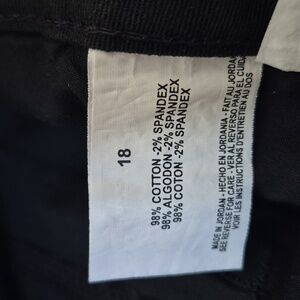 18
98% COTTON -2% SPANDEX
98% ALGODON -2% SPANDEX
98% COTON -2% SPANDEX
MADE IN JORDAN - HECHO EN JORDANIA - FAIT AU JORDAN
SEE REVERSE FOR CARE - VER AL REVERSO PARA EL CUIDA
VOIR LES INSTRUCTIONS D'ENTRETIEN AU DOS